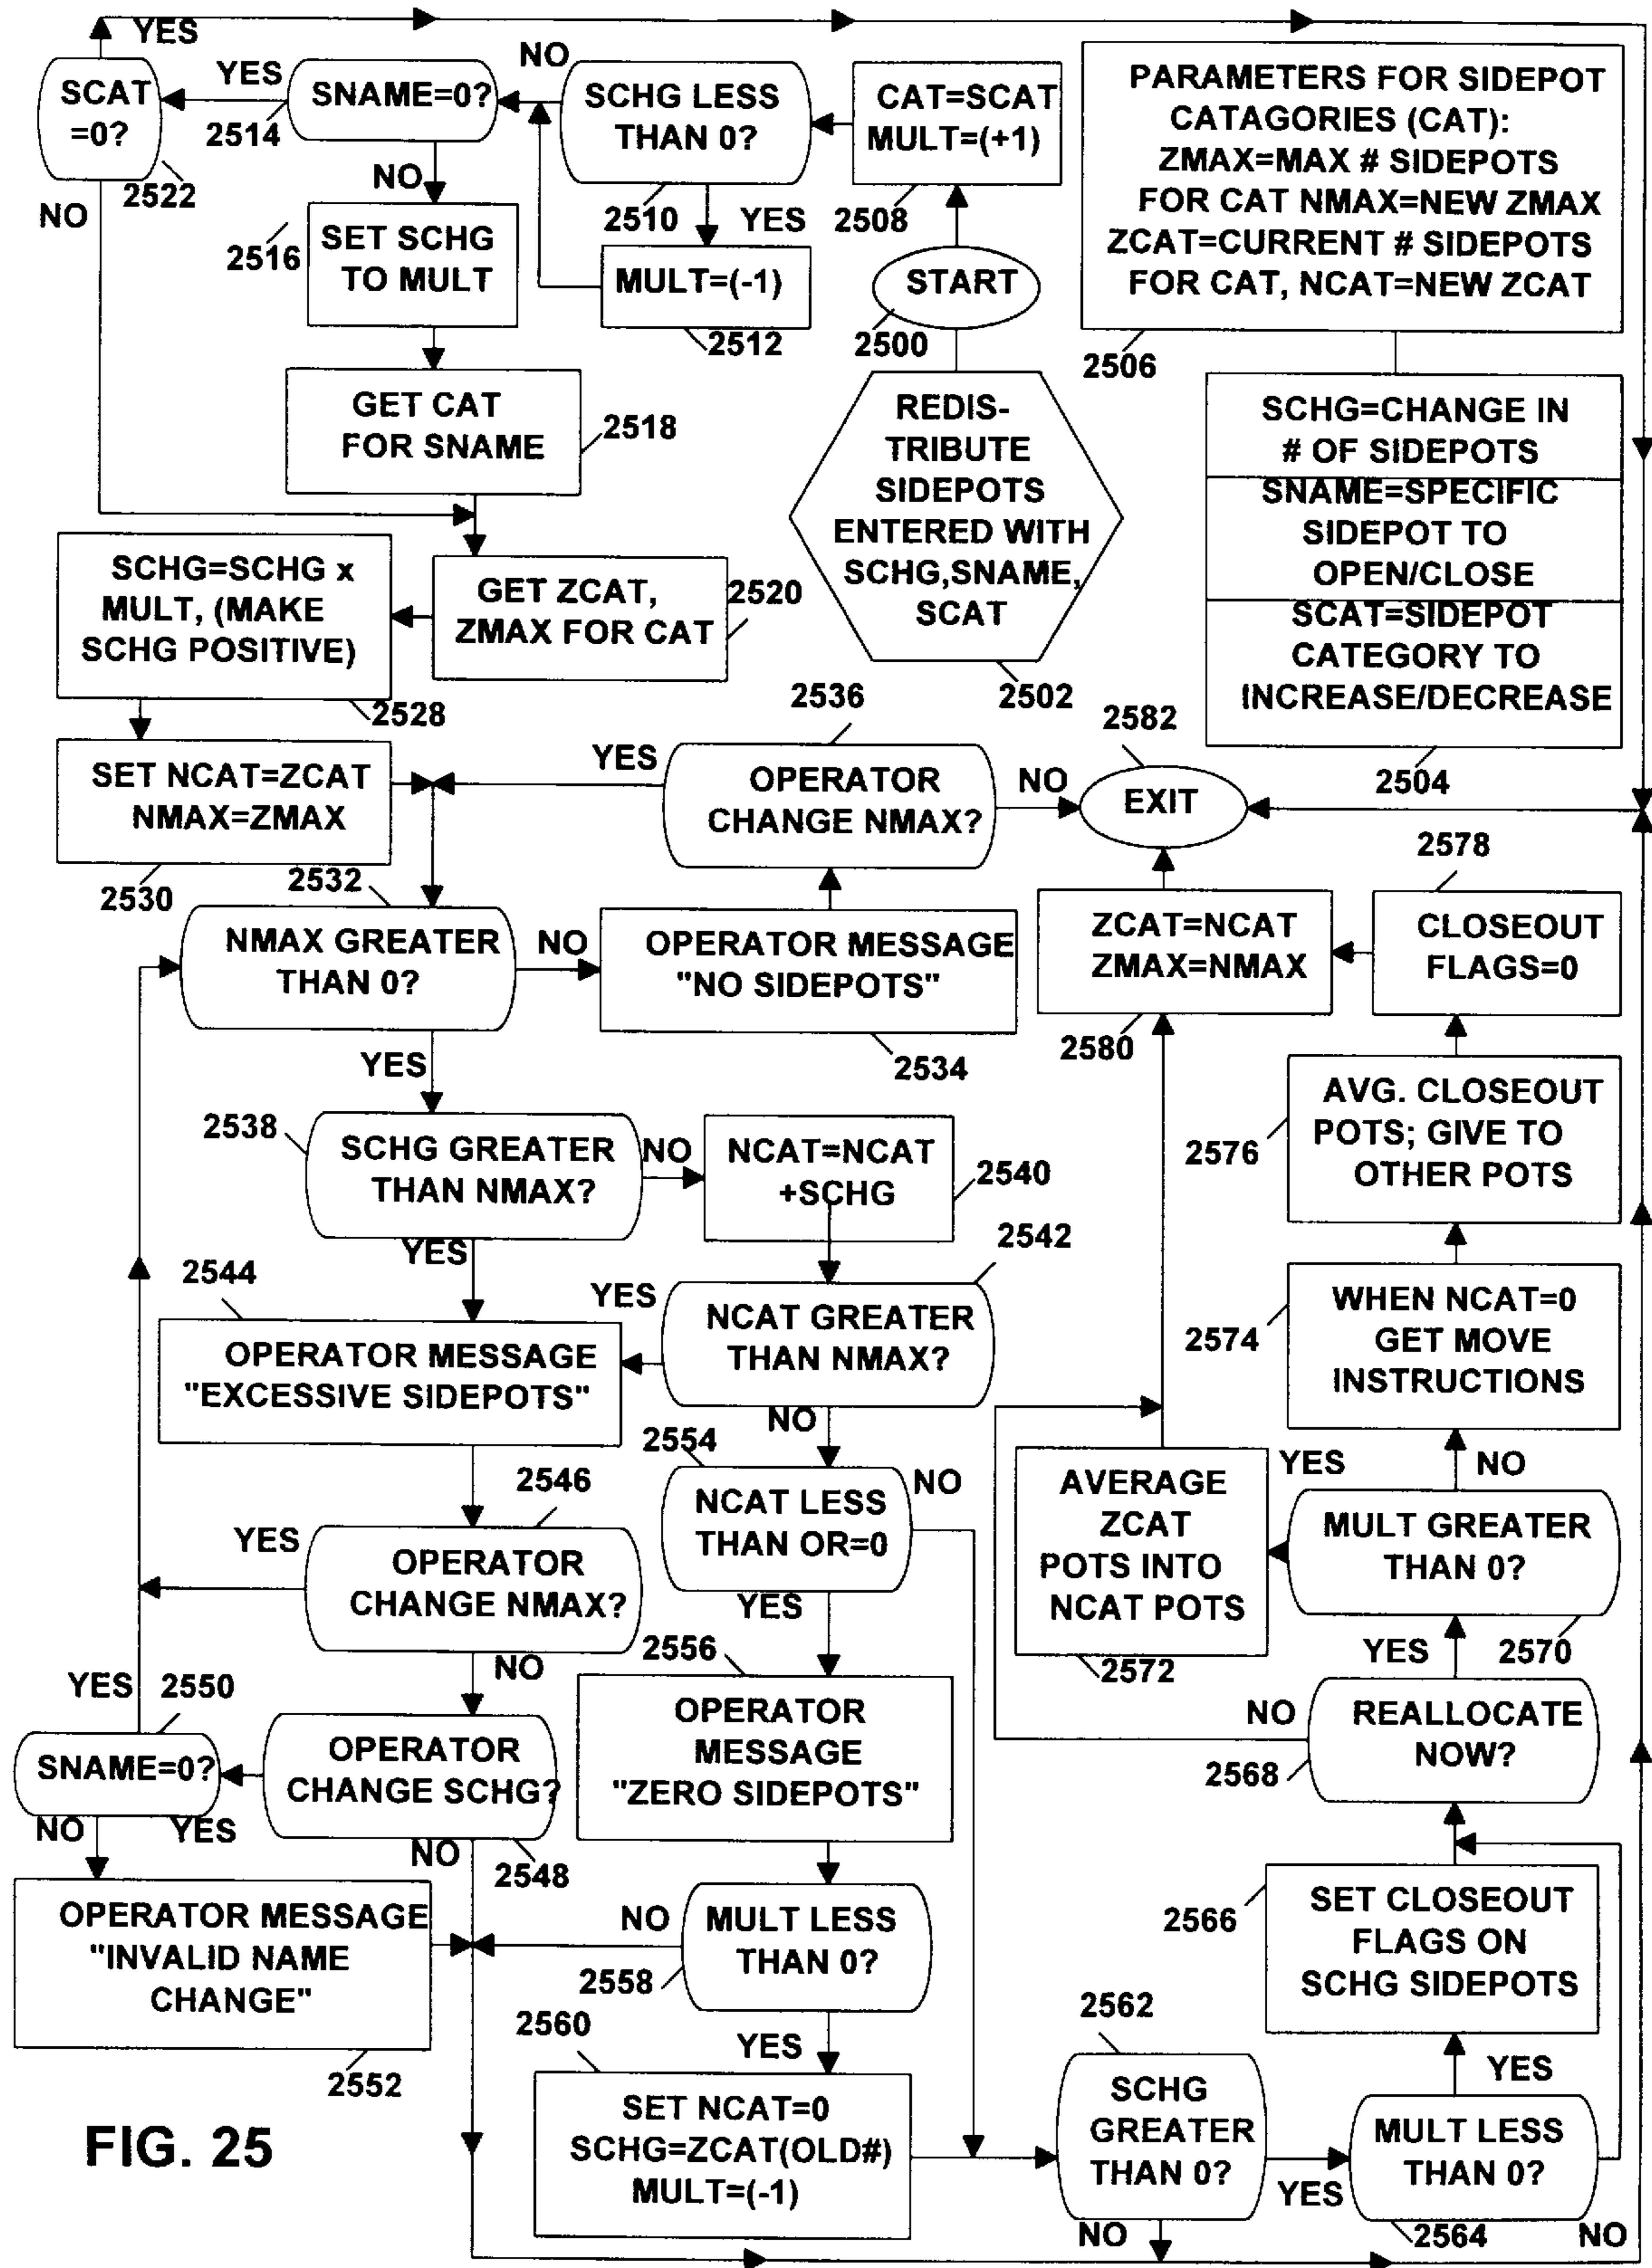 YES
SCAT
=0?
2522
NO
YES
2514
SNAME=0?
NO
NO
SCHG LESS
THAN 0?
2510
YES
CAT=SCAT
MULT=(+1)
2508
MULT=(-1)
2512
START
2500
PARAMETERS FOR SIDEPOT
CATAGORIES (CAT):
ZMAX=MAX # SIDEPOTS
FOR CAT NMAX=NEW ZMAX
ZCAT=CURRENT # SIDEPOTS
FOR CAT, NCAT=NEW ZCAT
2506
2516
SET SCHG
TO MULT
GET CAT
FOR SNAME
2518
REDIS-
TRIBUTE
SIDEPOTS
ENTERED WITH
SCHG,SNAME,
SCAT
2502
SCHG=CHANGE IN
# OF SIDEPOTS
SNAME=SPECIFIC
SIDEPOT TO
OPEN/CLOSE
SCAT=SIDEPOT
CATEGORY TO
INCREASE/DECREASE
2504
SCHG=SCHG x
MULT, (MAKE
SCHG POSITIVE)
2528
GET ZCAT,
ZMAX FOR CAT
2520
SET NCAT=ZCAT
NMAX=ZMAX
2530
YES
2536
OPERATOR
CHANGE NMAX?
NO
2582
EXIT
2532
NMAX GREATER
THAN 0?
NO
YES
OPERATOR MESSAGE
"NO SIDEPOTS"
2534
ZCAT=NCAT
ZMAX=NMAX
2580
2578
CLOSEOUT
FLAGS=0
2538
SCHG GREATER
THAN NMAX?
NO
YES
NCAT=NCAT
+SCHG
2540
2576
AVG. CLOSEOUT
POTS; GIVE TO
OTHER POTS
2544
OPERATOR MESSAGE
"EXCESSIVE SIDEPOTS"
YES
2542
NCAT GREATER
THAN NMAX?
NO
2574
WHEN NCAT=0
GET MOVE
INSTRUCTIONS
2554
NCAT LESS
THAN OR=0
NO
YES
AVERAGE
ZCAT
POTS INTO
NCAT POTS
2572
YES
NO
MULT GREATER
THAN 0?
2570
YES
2546
YES
OPERATOR
CHANGE NMAX?
NO
2556
OPERATOR
MESSAGE
"ZERO SIDEPOTS"
NO
2568
REALLOCATE
NOW?
YES
2550
SNAME=0?
NO
YES
OPERATOR
CHANGE SCHG?
NO
2548
OPERATOR MESSAGE
"INVALID NAME
CHANGE"
2552
NO
2558
MULT LESS
THAN 0?
YES
2566
SET CLOSEOUT
FLAGS ON
SCHG SIDEPOTS
YES
2560
SET NCAT=0
SCHG=ZCAT(OLD#)
MULT=(-1)
2562
SCHG
GREATER
THAN 0?
YES
NO
MULT LESS
THAN 0?
2564
NO
FIG. 25